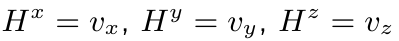 $H^x = v_x,\ H^y = v_y,\ H^z = v_z$